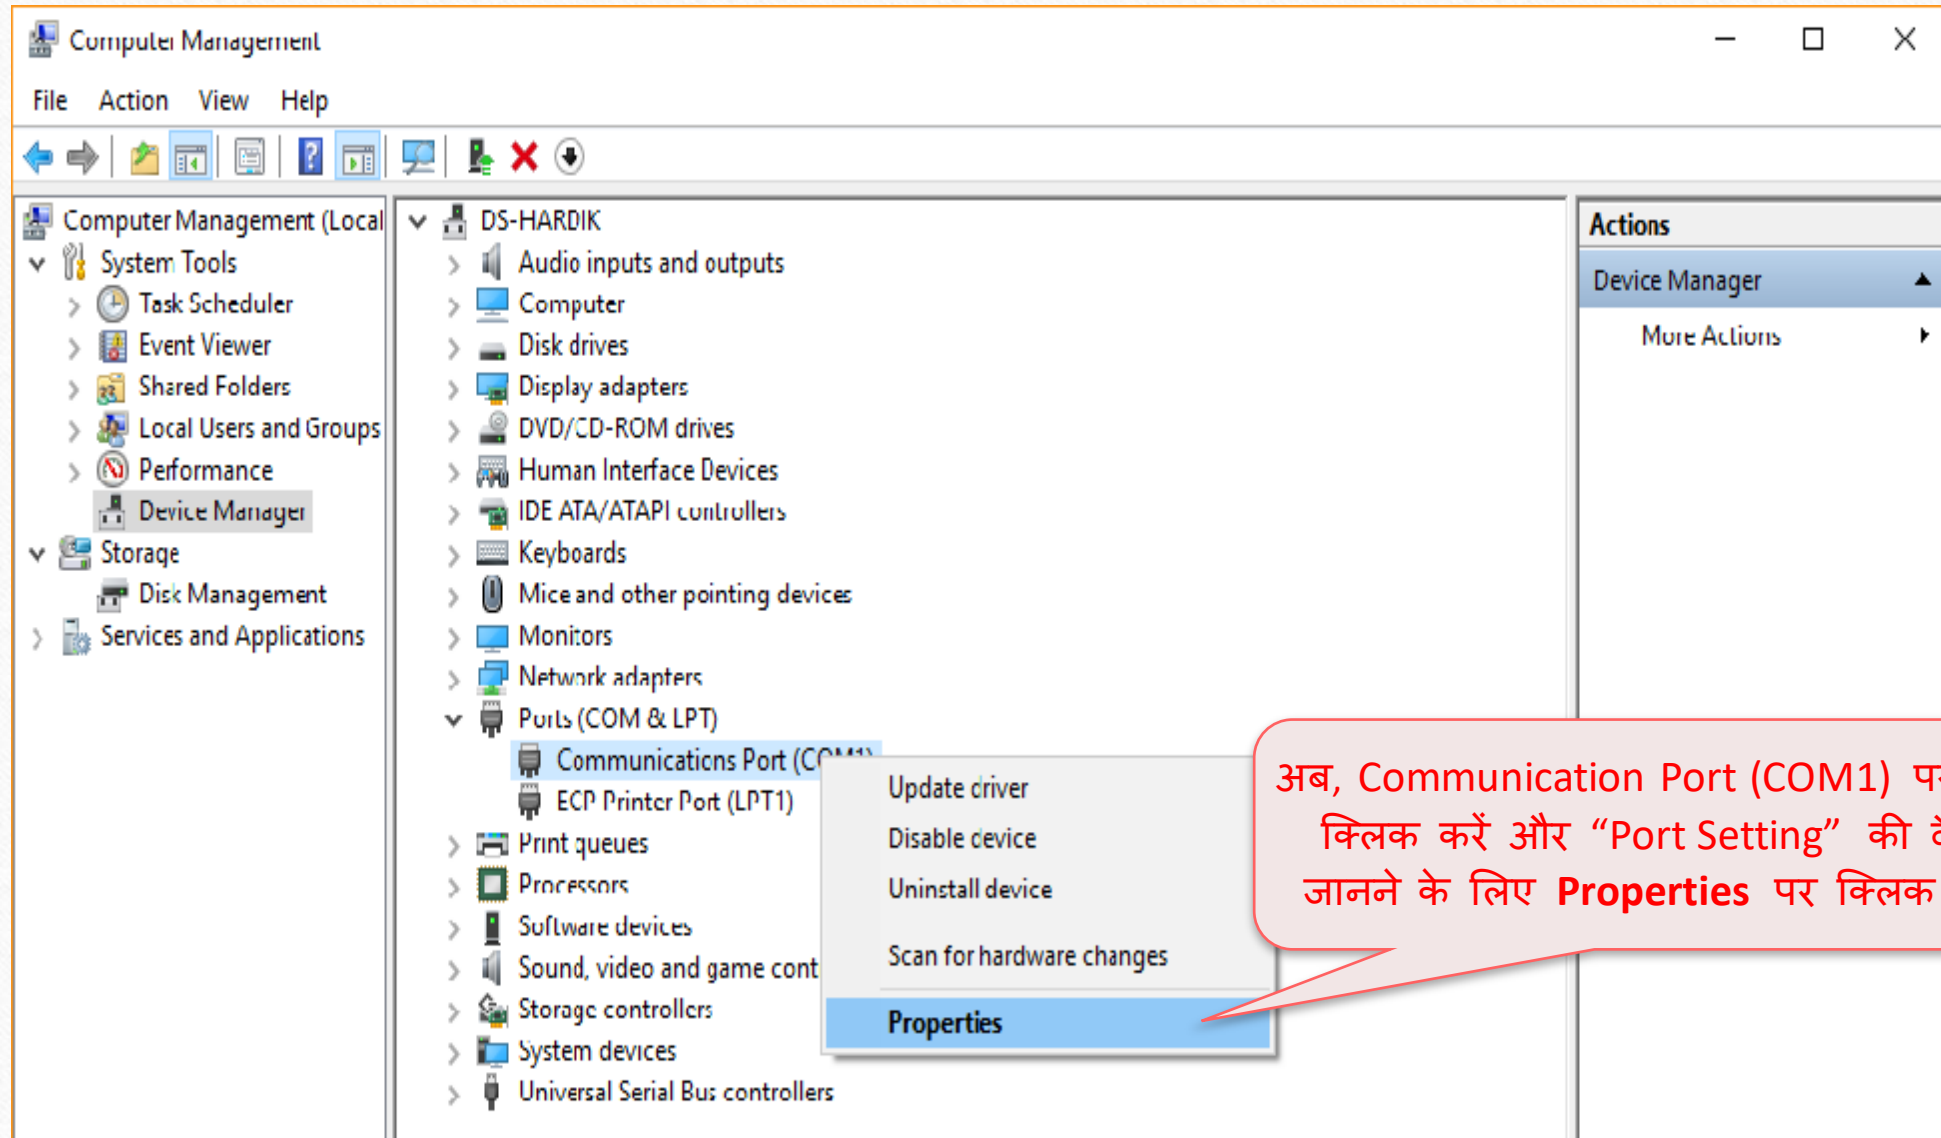 Computer Management
File Action View Help
Computer Management (Local
System Tools
Task Scheduler
Event Viewer
Shared Folders
Local Users and Groups
Performance
Device Manager
Storage
Disk Management
Services and Applications
DS-HARDIK
Audio inputs and outputs
Computer
Disk drives
Display adapters
DVD/CD-ROM drives
Human Interface Devices
IDE ATA/ATAPI controllers
Keyboards
Mice and other pointing devices
Monitors
Network adapters
Ports (COM & LPT)
Communications Port (COM1)
ECP Printer Port (LPT1)
Print queues
Processors
Software devices
Sound, video and game cont
Storage controllers
System devices
Universal Serial Bus controllers
Update driver
Disable device
Uninstall device
Scan for hardware changes
Properties
Actions
Device Manager
More Actions
अब, Communication Port (COM1) पर
क्लिक करें और “Port Setting” की
जानने के लिए Properties पर क्लिक